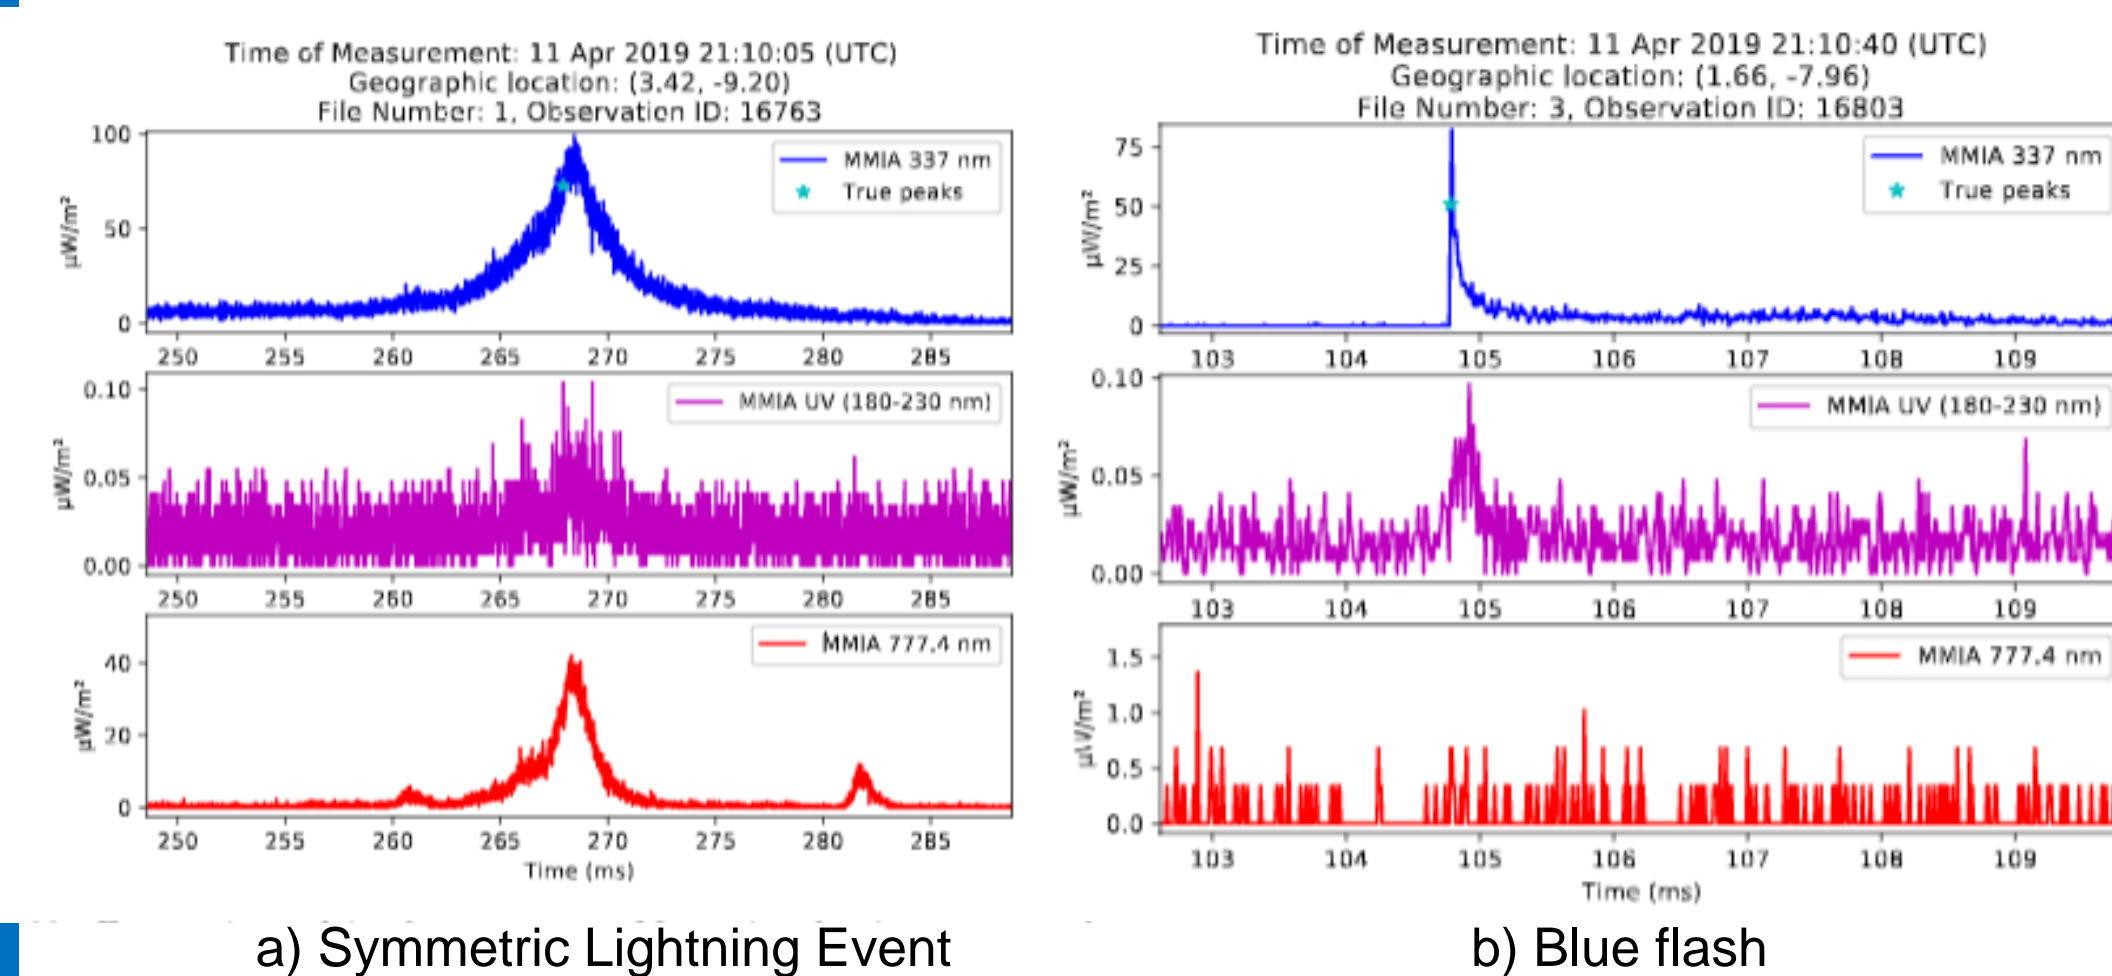 Time of Measurement: 11 Apr 2019 21:10:05 (UTC)
Geographic location: (3.42, -9.20)
File Number: 1, Observation ID: 16763
100
50
0
µW/m²
MMIA 337 nm
True peaks
250 255 260 265 270 275 280 285
0.10
0.05
0.00
µW/m²
MMIA UV (180-230 nm)
250 255 260 265 270 275 280 285
40
20
0
µW/m²
MMIA 777.4 nm
250 255 260 265 270 275 280 285
Time (ms)
a) Symmetric Lightning Event
Time of Measurement: 11 Apr 2019 21:10:40 (UTC)
Geographic location: (1.66, -7.96)
File Number: 3, Observation ID: 16803
75
50
25
0
µW/m²
MMIA 337 nm
True peaks
103 104 105 106 107 108 109
0.10
0.05
0.00
µW/m²
MMIA UV (180-230 nm)
103 104 105 106 107 108 109
1.5
1.0
0.5
0.0
µW/m²
MMIA 777.4 nm
103 104 105 106 107 108 109
Time (ms)
b) Blue flash